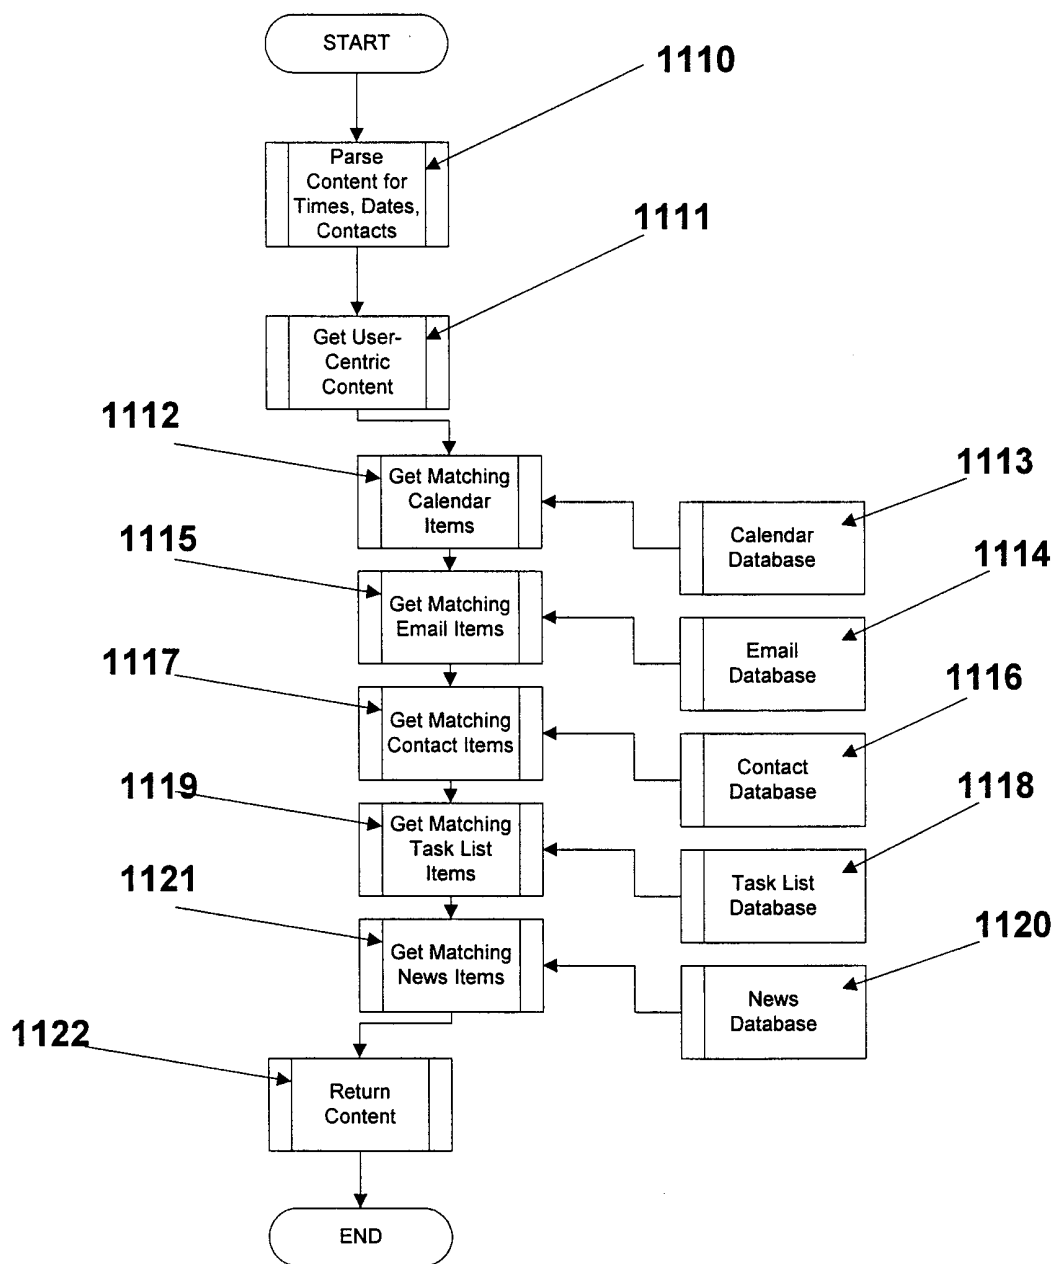 START
1110
Parse
Content for
Times, Dates,
Contacts
1111
Get User-
Centric
Content
1112
Get Matching
Calendar
Items
1113
Calendar
Database
1115
Get Matching
Email Items
1114
Email
Database
1117
Get Matching
Contact Items
1116
Contact
Database
1119
Get Matching
Task List
Items
1118
Task List
Database
1121
Get Matching
News Items
1120
News
Database
1122
Return
Content
END